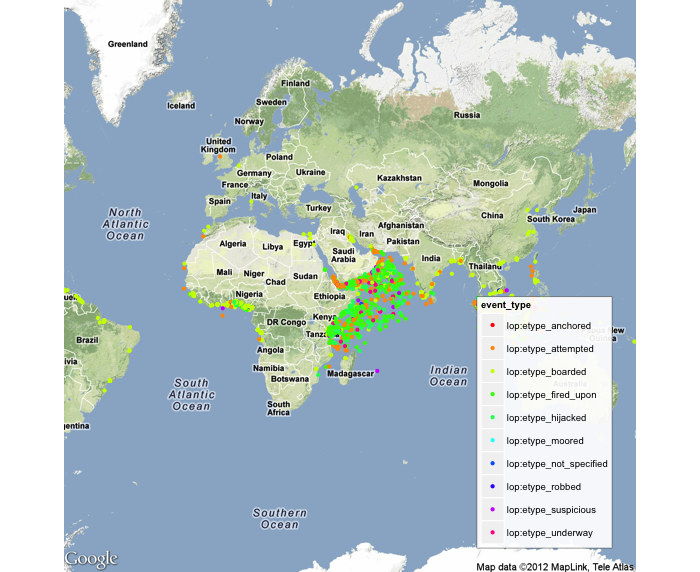 Greenland
Iceland
Finland
Sweden
Norway
Russia
United
Kingdom
Poland
Germany
Ukraine
France
Kazakhstan
Mongolia
Italy
Spain
Turkey
Japan
China
South Korea
North
Atlantic
Ocean
Afghanistan
Iraq
Iran
Pakistan
Algeria
Libya
Egypt
Saudi
Arabia
India
Mali
Niger
Chad
Sudan
Thailand
Nigeria
Ethiopia
DR Congo
Kenya
Brazil
Angola
Namibia
Botswana
Madagascar
South
Africa
South
Atlantic
Ocean
Indian
Ocean
Southern
Ocean
event_type
lop:etype_anchored
lop:etype_attempted
lop:etype_boarded
lop:etype_fired_upon
lop:etype_hijacked
lop:etype_moored
lop:etype_not_specified
lop:etype_robbed
lop:etype_suspicious
lop:etype_underway
Google
Map data ©2012 MapLink, Tele Atlas